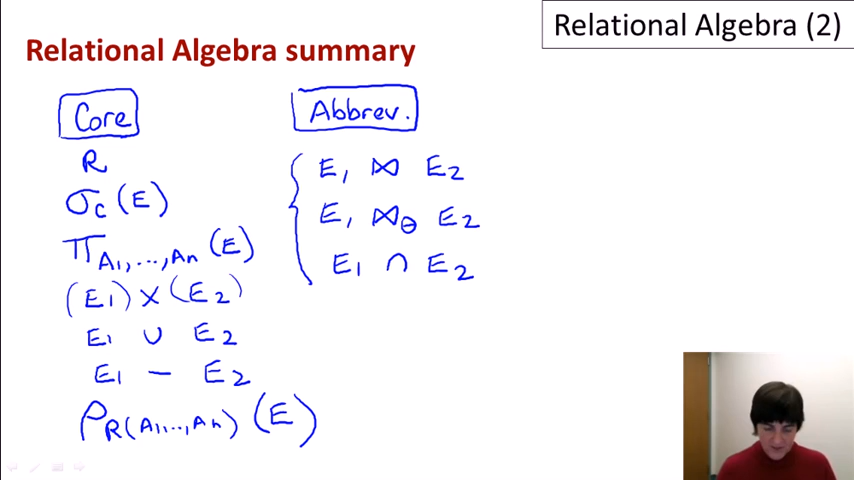 Relational Algebra (2)
Relational Algebra summary
Core
R
σc (E)
π A1,...,An (E)
(E1) X (E2)
E1 ∪ E2
E1 − E2
ρR(A1,...,An) (E)
Abbrev.
E1 ⋈ E2
E1 ⋈θ E2
E1 ∩ E2